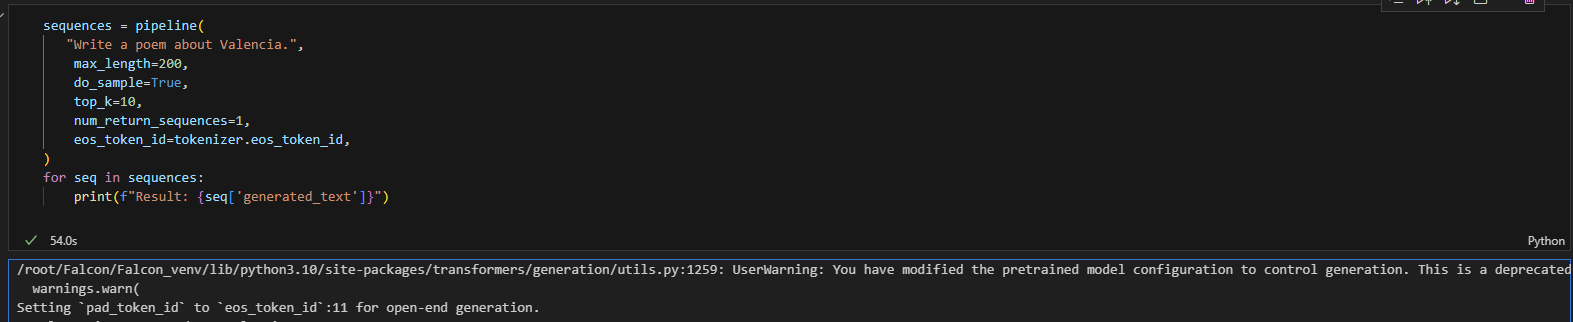 sequences = pipeline(
"Write a poem about Valencia.",
max_length=200,
do_sample=True,
top_k=10,
num_return_sequences=1,
eos_token_id=tokenizer.eos_token_id,
)
for seq in sequences:
print(f"Result: {seq['generated_text']}")
54.0s
Python
/root/Falcon/Falcon_venv/lib/python3.10/site-packages/transformers/generation/utils.py:1259: UserWarning: You have modified the pretrained model configuration to control generation. This is a deprecated
warnings.warn(
Setting `pad_token_id` to `eos_token_id`:11 for open-end generation.